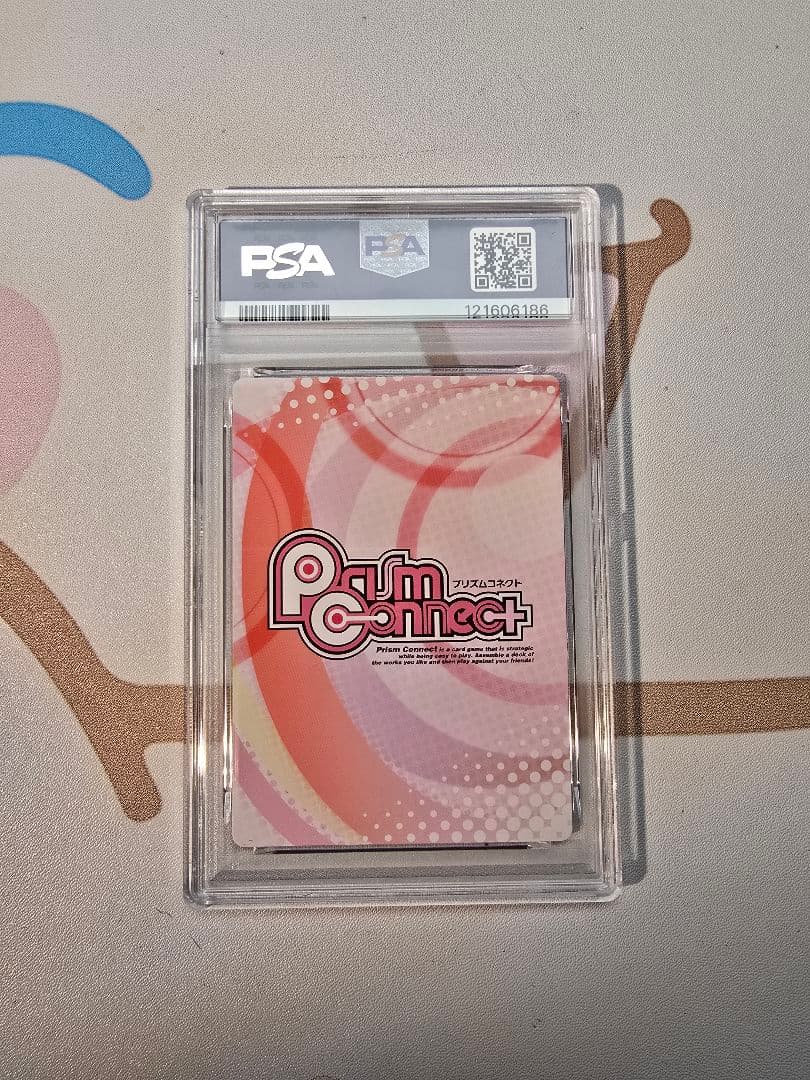 PSA
PSA
121606186
Prism
プリズムコネクト
Connect
Prism Connect is a card game that is strategic
while being easy to play. Assemble a deck of
the works you like and then play against your friends!